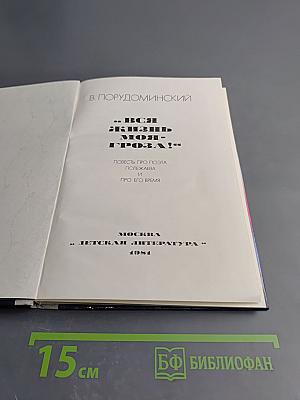 В. ПОРУДОМИНСКИЙ
„ВСЯ
ЖИЗНЬ
МОЯ-
ГРОЗА!“
ПОВЕСТЬ ПРО ПОЭТА
ПОЛЕЖАЕВА
И
ПРО ЕГО ВРЕМЯ
МОСКВА
„ДЕТСКАЯ ЛИТЕРАТУРА“
1981
15 см
БФ БИБЛИОФАН